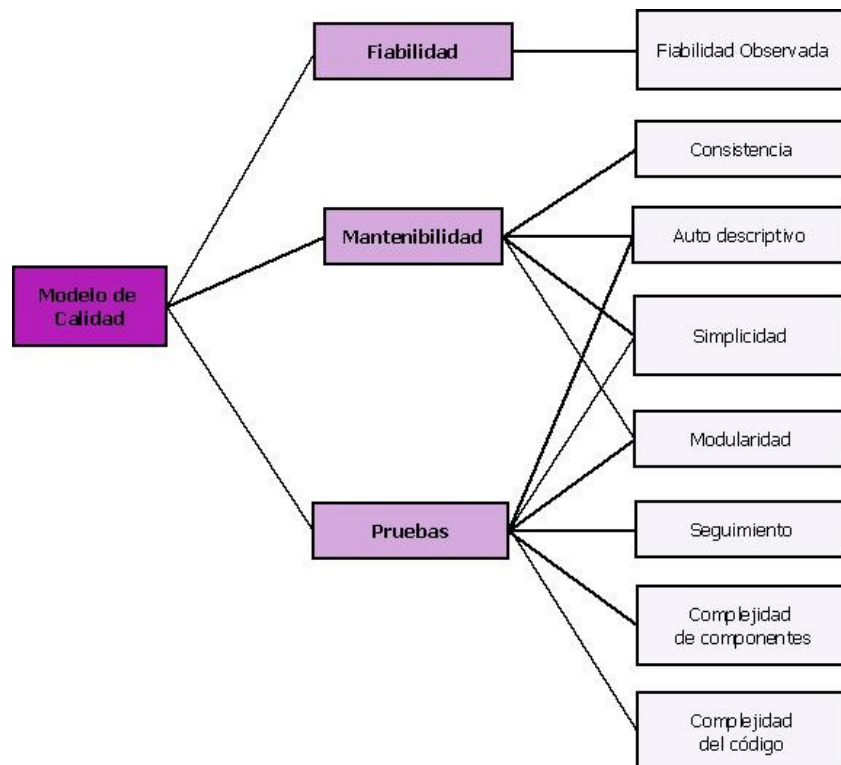 Fiabilidad
Fiabilidad Observada
Consistencia
Mantenibilidad
Auto descriptivo
Modelo de
Calidad
Simplicidad
Modularidad
Pruebas
Seguimiento
Complejidad
de componentes
Complejidad
del código